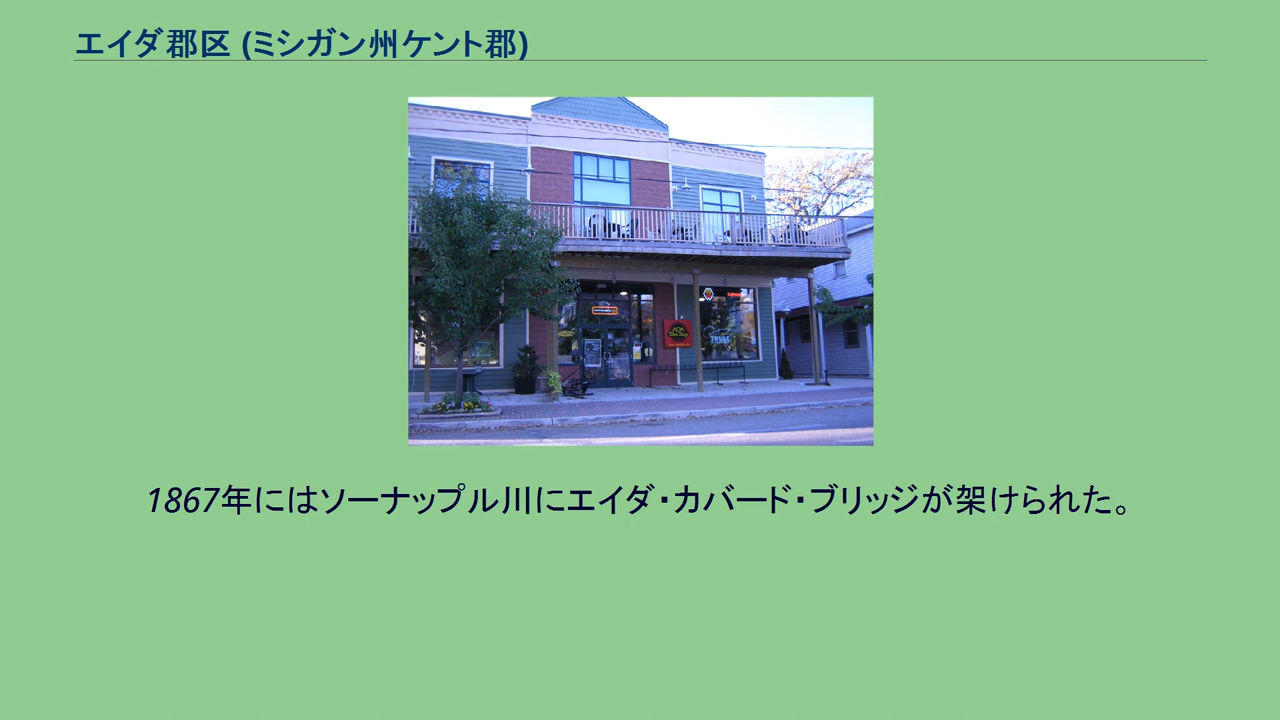 エイダ郡区 (ミシガン州ケント郡)
1867年にはソーナップル川にエイダ・カバード・ブリッジが架けられた。